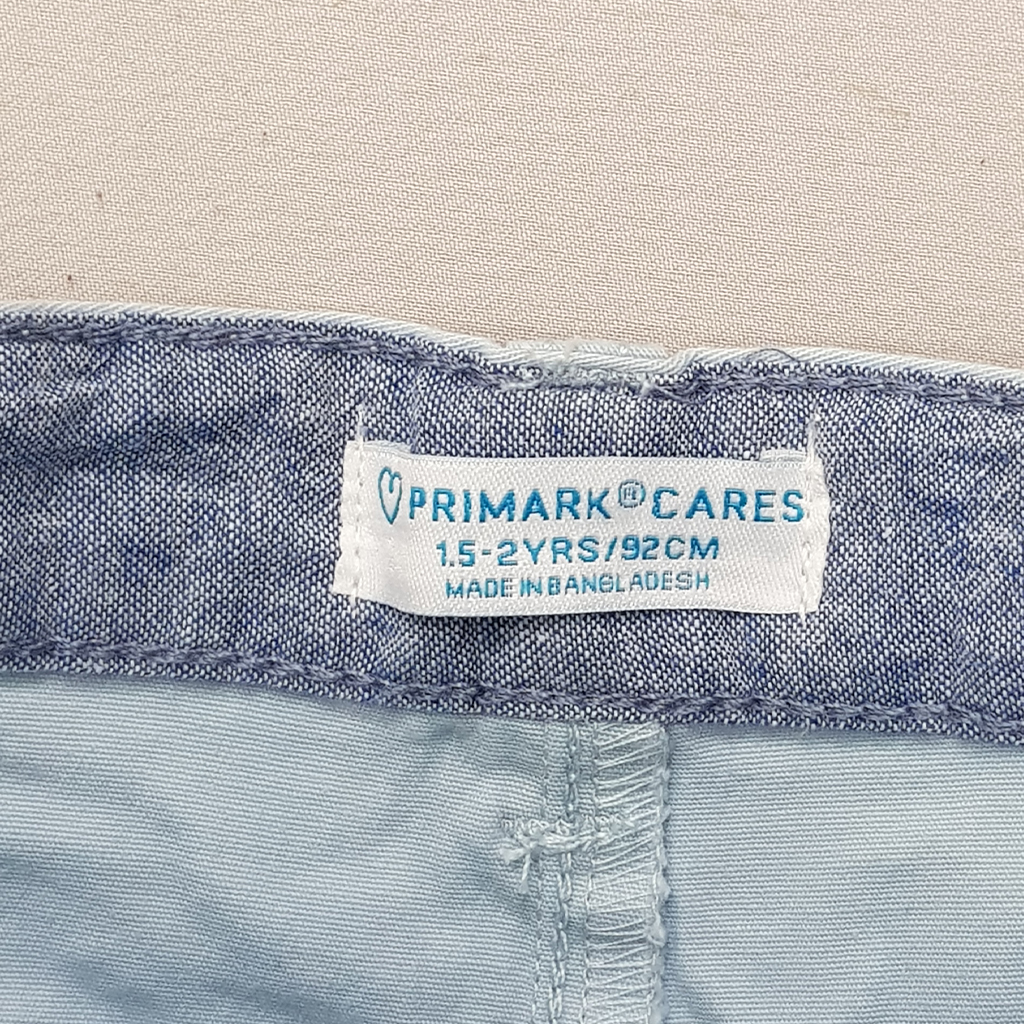 PRIMARK®CARES
1.5-2YRS/92CM
MADE IN BANGLADESH